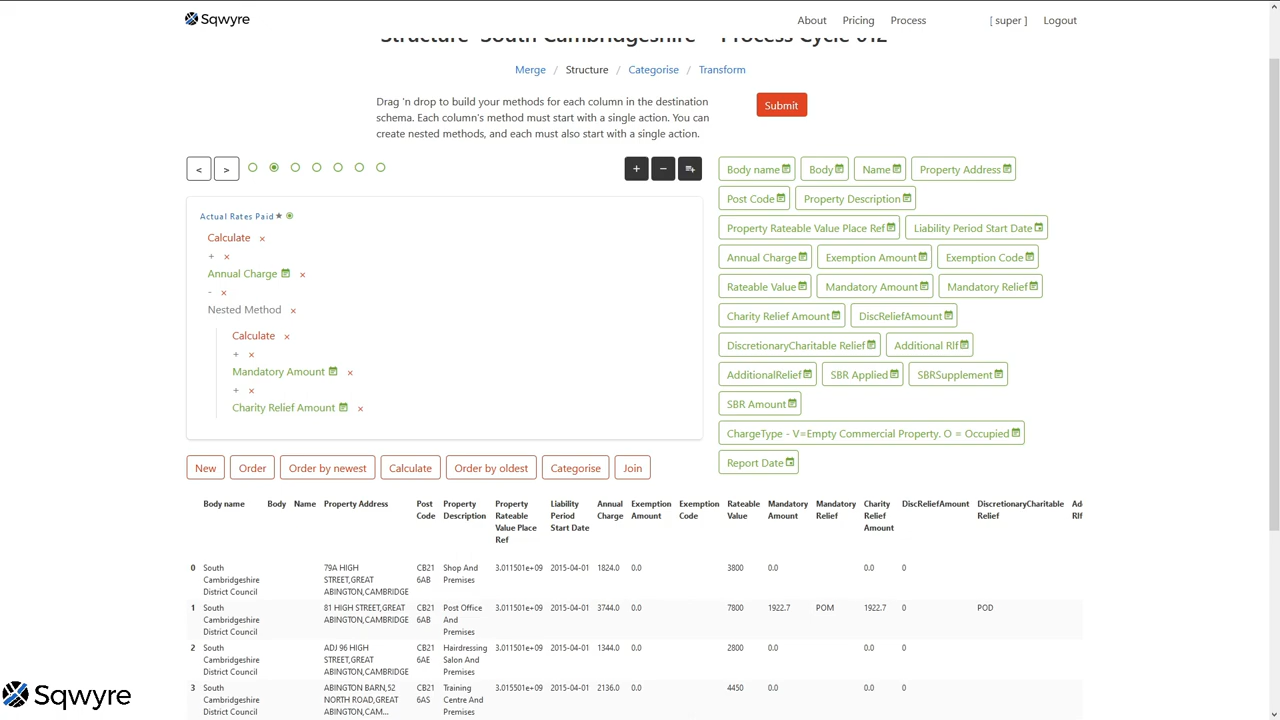 Sqwyre
About Pricing Process [ super ] Logout
Structure "South Cambridgeshire" - Process Cycle 012
Merge / Structure / Categorise / Transform
Drag 'n drop to build your methods for each column in the destination
schema. Each column's method must start with a single action. You can
create nested methods, and each must also start with a single action.
Submit
< >
+ −
Actual Rates Paid ★
Calculate ×
+ ×
Annual Charge ×
- ×
Nested Method ×
Calculate ×
+ ×
Mandatory Amount ×
+ ×
Charity Relief Amount ×
Body name Body Name Property Address
Post Code Property Description
Property Rateable Value Place Ref Liability Period Start Date
Annual Charge Exemption Amount Exemption Code
Rateable Value Mandatory Amount Mandatory Relief
Charity Relief Amount DiscReliefAmount
DiscretionaryCharitable Relief Additional Rlf
AdditionalRelief SBR Applied SBRSupplement
SBR Amount
ChargeType - V=Empty Commercial Property. O = Occupied
Report Date
New Order Order by newest Calculate Order by oldest Categorise Join
Body name Body Name Property Address Post Property Property Liability Annual Exemption Exemption Rateable Mandatory Mandatory Charity DiscReliefAmount DiscretionaryCharitable Ad
Code Description Rateable Period Charge Amount Code Value Amount Relief Relief Relief Rlf
Value Place Start Date Amount
Ref
0 South 79A HIGH CB21 Shop And 3.011501e+09 2015-04-01 1824.0 0.0 3800 0.0 0.0 0
Cambridgeshire STREET,GREAT 6AB Premises
District Council ABINGTON,CAMBRIDGE
1 South 81 HIGH STREET,GREAT CB21 Post Office 3.011501e+09 2015-04-01 3744.0 0.0 7800 1922.7 POM 1922.7 0 POD
Cambridgeshire ABINGTON,CAMBRIDGE 6AB And
District Council Premises
2 South ADJ 96 HIGH CB21 Hairdressing 3.011501e+09 2015-04-01 1344.0 0.0 2800 0.0 0.0 0
Cambridgeshire STREET,GREAT 6AE Salon And
District Council ABINGTON,CAMBRIDGE Premises
3 South ABINGTON BARN,52 CB21 Training 3.015501e+09 2015-04-01 2136.0 0.0 4450 0.0 0.0 0
Cambridgeshire NORTH ROAD,GREAT 6AS Centre And
District Council ABINGTON,CAM... Premises
Sqwyre